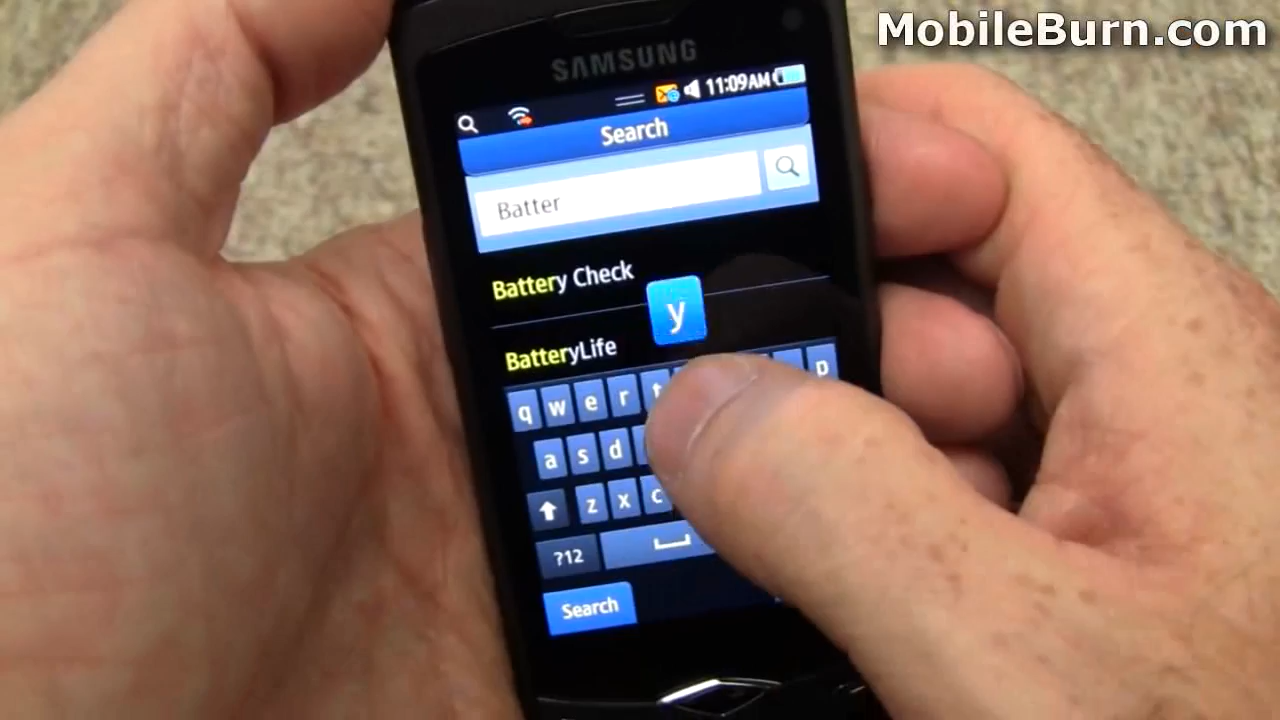 MobileBurn.com
SAMSUNG
11:09AM
Search
Batter
Battery Check
y
BatteryLife
q w e r t p
a s d
z x c
?12
Search